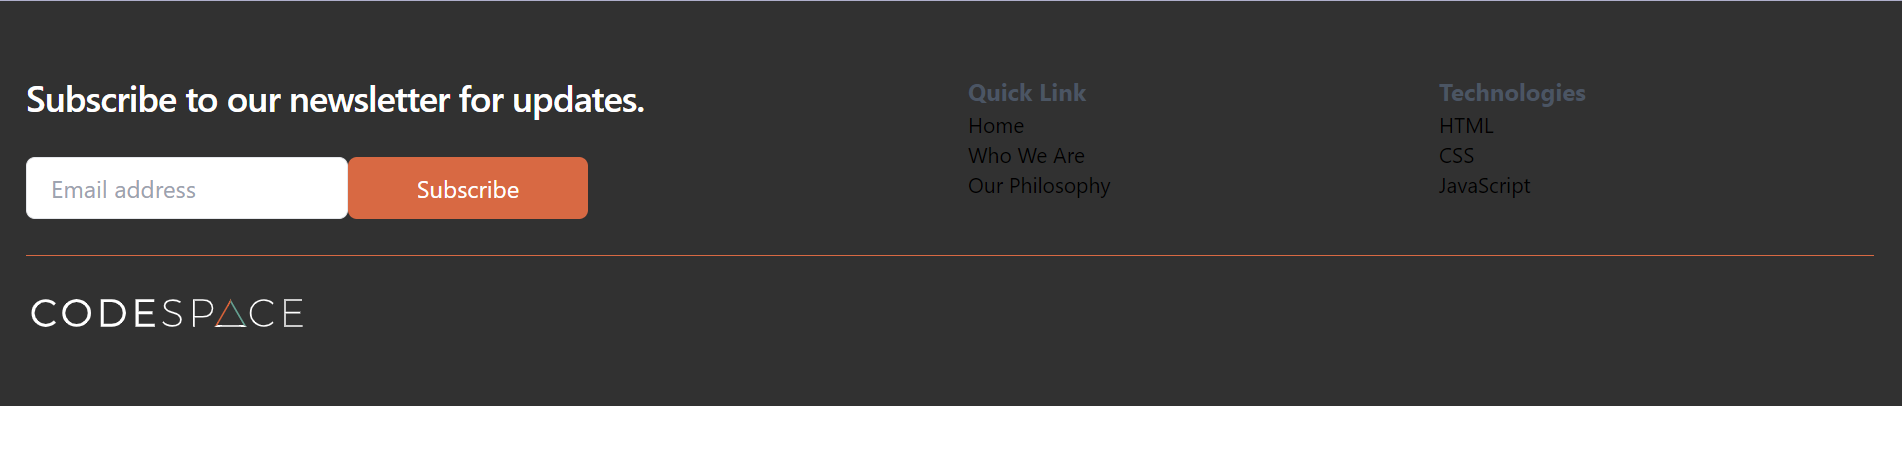 Subscribe to our newsletter for updates.
Email address
Subscribe
Quick Link
Home
Who We Are
Our Philosophy
Technologies
HTML
CSS
JavaScript
CODESPACE